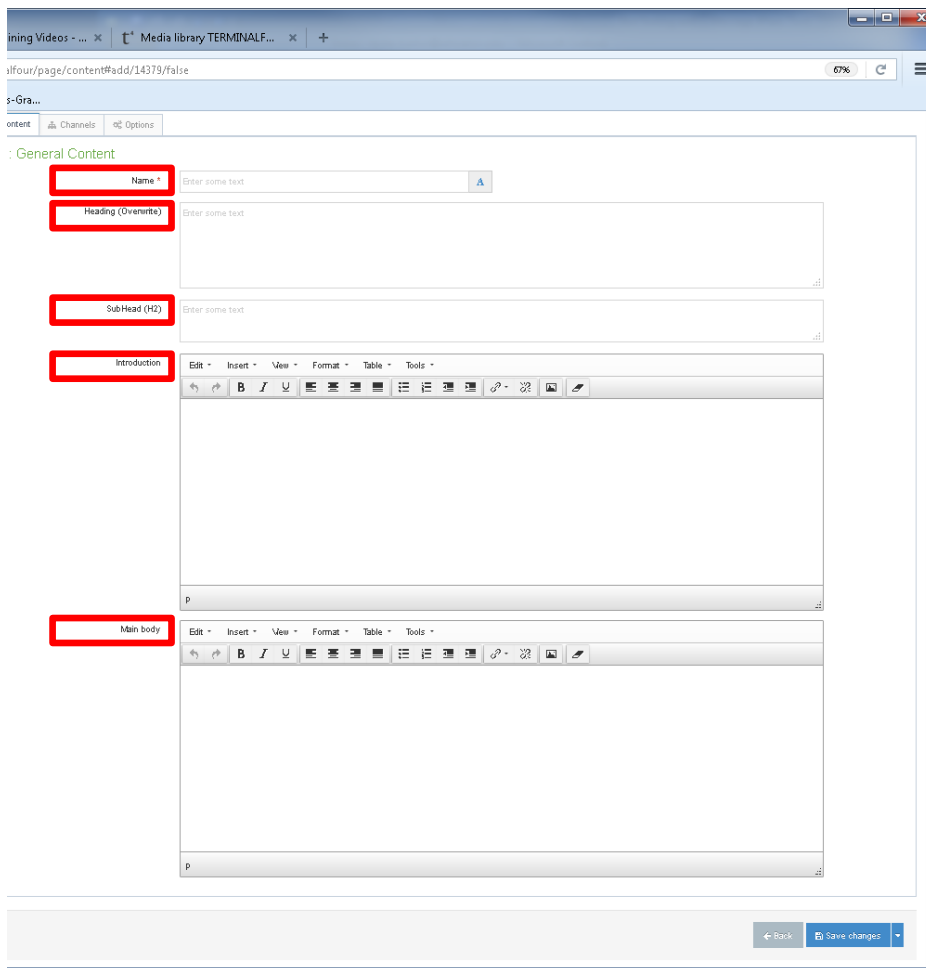 ining Videos - ... × t⁴ Media library TERMINALF... × +
alfour/page/content#add/14379/false 67%
s-Gra...
ontent Channels Options
: General Content
Name * Enter some text A
Heading (Overwrite) Enter some text
SubHead (H2) Enter some text
Introduction Edit Insert View Format Table Tools
B I U
p
Main body Edit Insert View Format Table Tools
B I U
p
Back Save changes